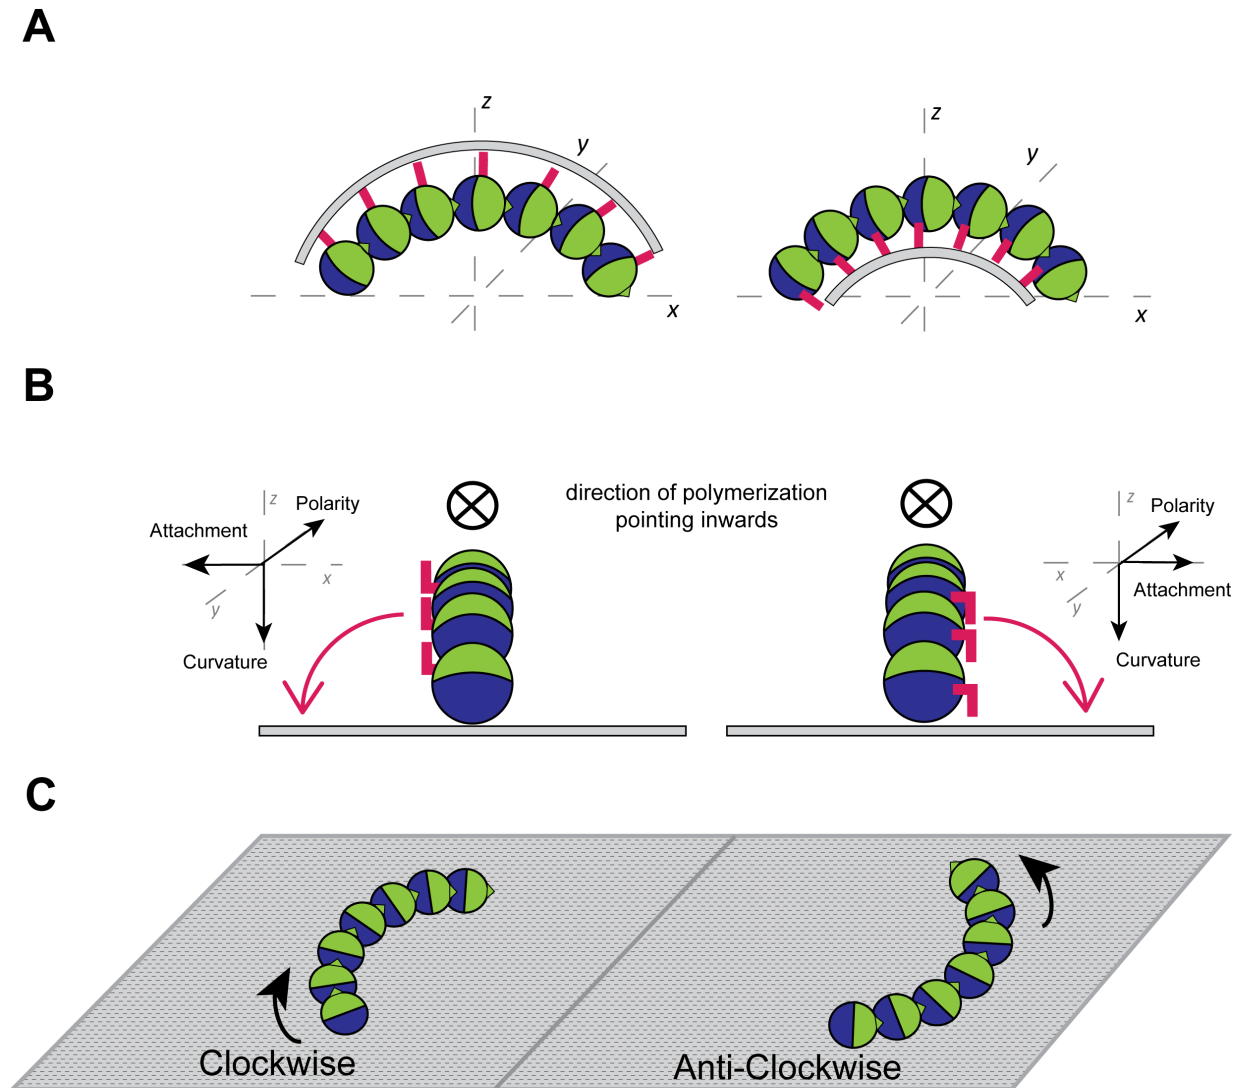 A
z
y
x
z
y
x
B
z
Polarity
Attachment
x
y
Curvature
direction of polymerization
pointing inwards
z
Polarity
x
Attachment
y
Curvature
C
Clockwise
Anti-Clockwise